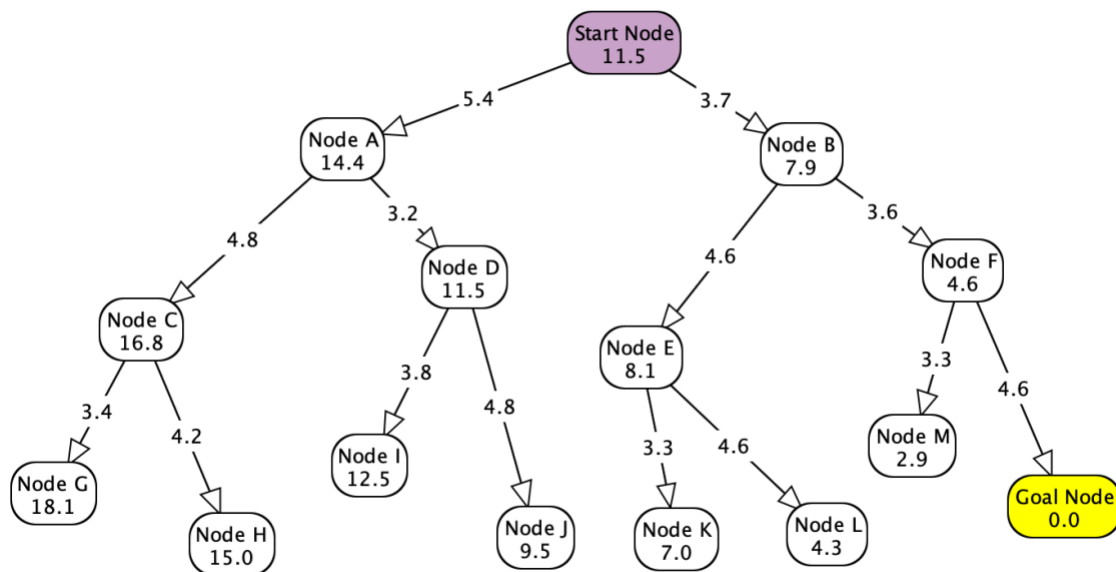 Start Node
11.5
5.4
3.7
Node A
14.4
Node B
7.9
4.8
3.2
4.6
3.6
Node D
11.5
Node F
4.6
Node C
16.8
Node E
8.1
3.4
4.2
3.8
4.8
3.3
4.6
3.3
4.6
Node G
18.1
Node H
15.0
Node I
12.5
Node J
9.5
Node K
7.0
Node L
4.3
Node M
2.9
Goal Node
0.0